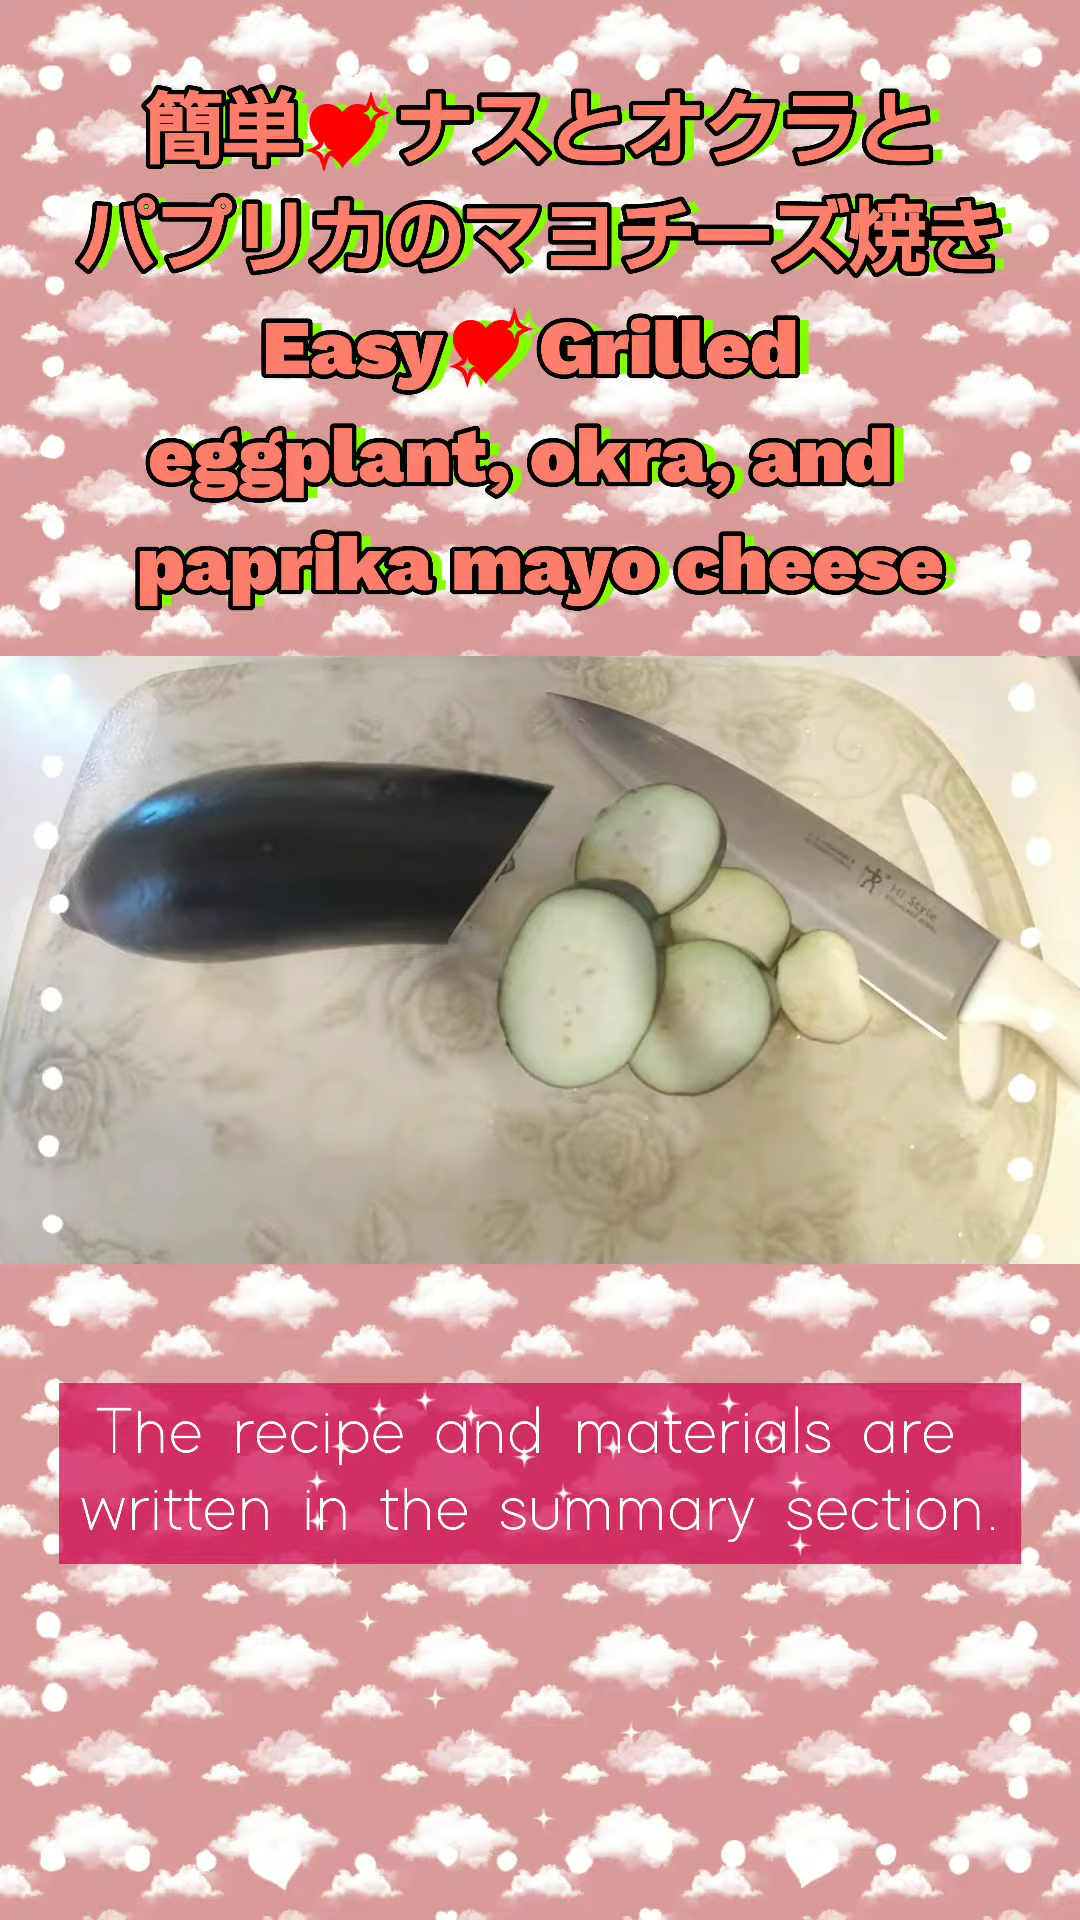 簡単💖ナスとオクラと
パプリカのマヨチーズ焼き
Easy💖Grilled
eggplant, okra, and
paprika mayo cheese
HI Style
The recipe and materials are
written in the summary section.